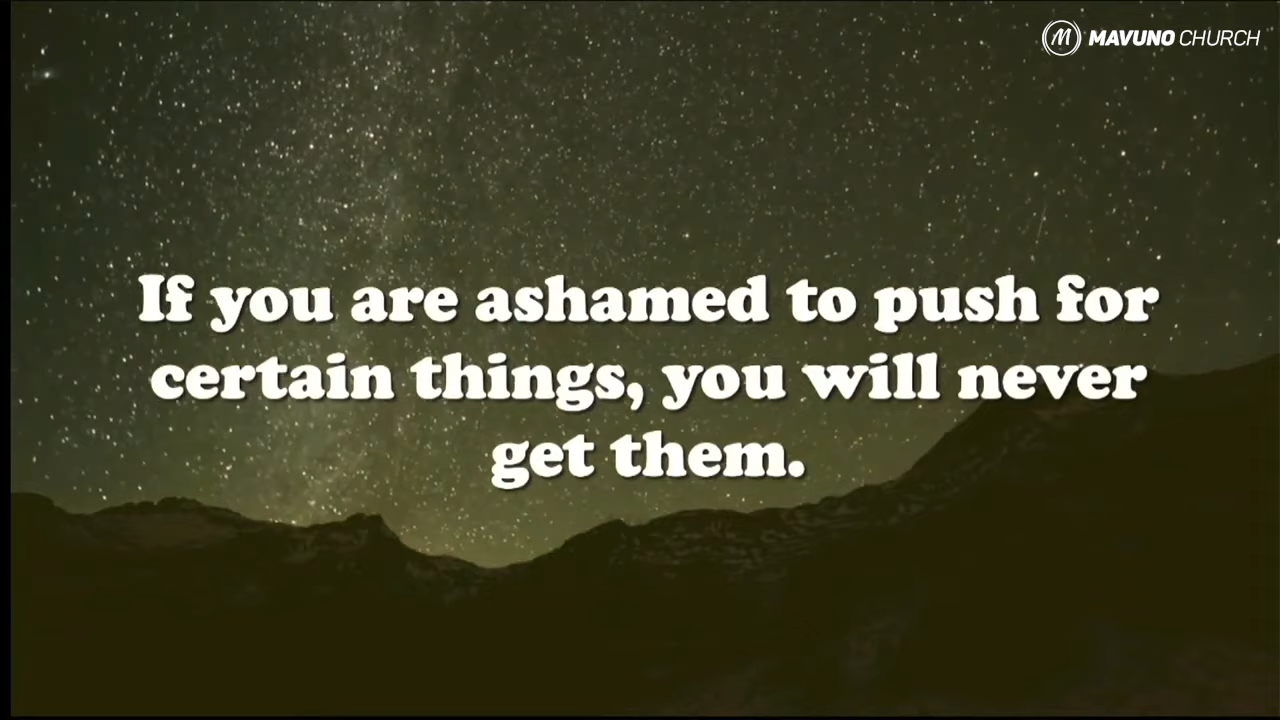 MAVUNO CHURCH
If you are ashamed to push for
certain things, you will never
get them.